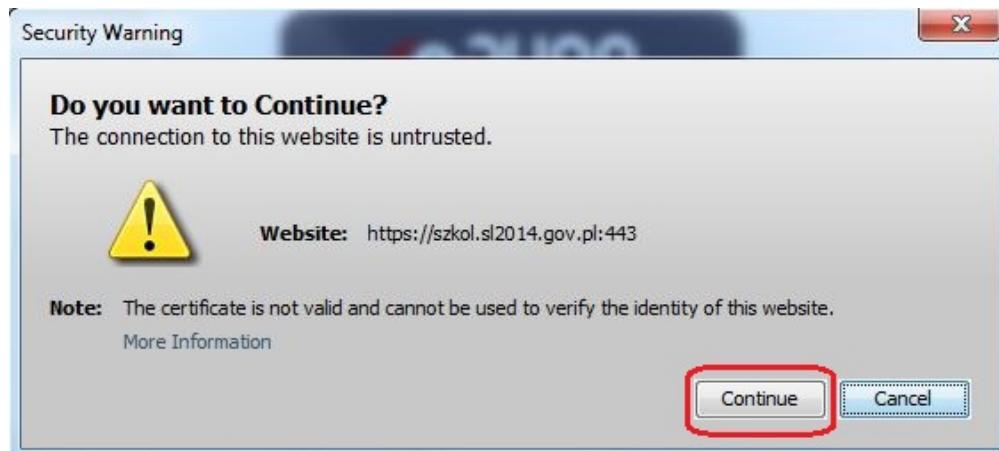 Security Warning
Do you want to Continue?
The connection to this website is untrusted.
Website: https://szkol.sl2014.gov.pl:443
Note: The certificate is not valid and cannot be used to verify the identity of this website.
More Information
Continue Cancel